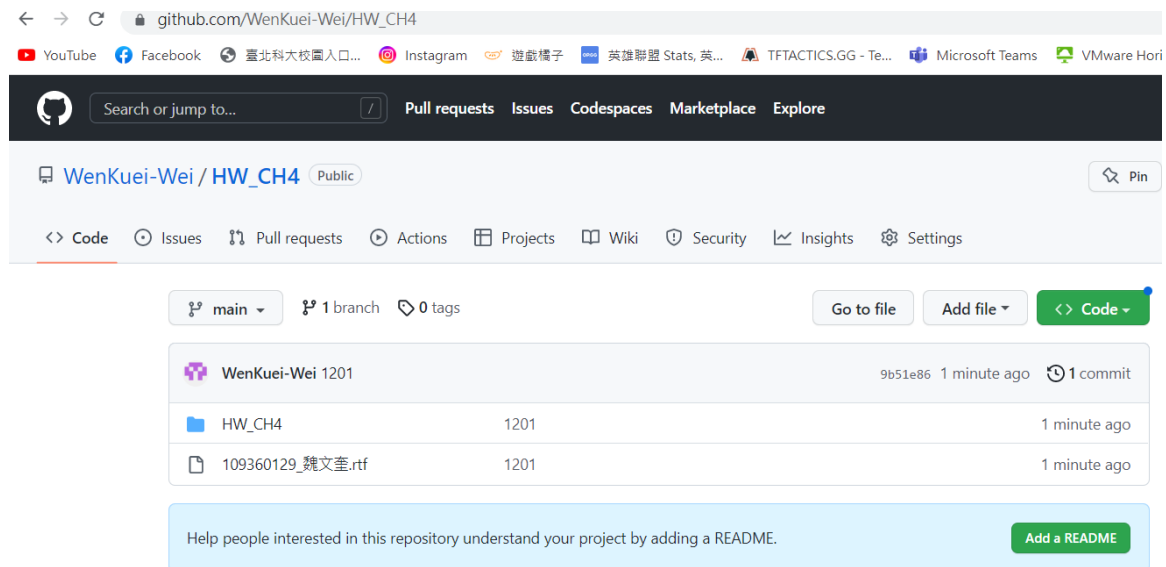 github.com/WenKuei-Wei/HW_CH4
YouTube Facebook 臺北科大校園入口... Instagram 遊戲橘子 英雄聯盟 Stats, 英... TFTACTICS.GG - Te... Microsoft Teams VMware Hori
Search or jump to... / Pull requests Issues Codespaces Marketplace Explore
WenKuei-Wei / HW_CH4 Public Pin
<> Code Issues Pull requests Actions Projects Wiki Security Insights Settings
main 1 branch 0 tags Go to file Add file <> Code
WenKuei-Wei 1201 9b51e86 1 minute ago 1 commit
HW_CH4 1201 1 minute ago
109360129_魏文奎.rtf 1201 1 minute ago
Help people interested in this repository understand your project by adding a README. Add a README